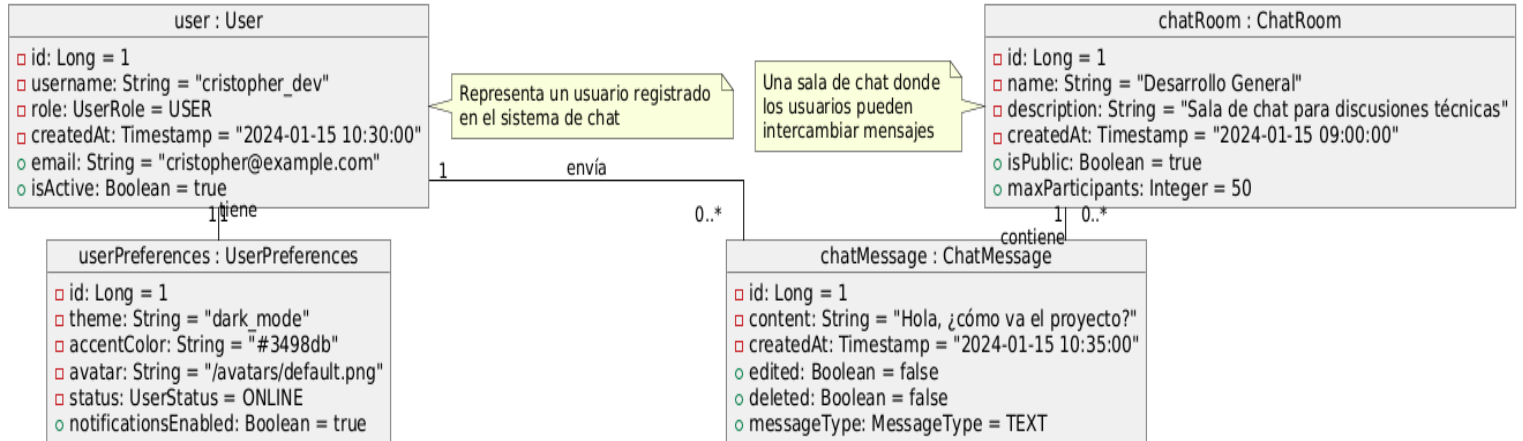 user : User
id: Long = 1
username: String = "cristopher_dev"
role: UserRole = USER
createdAt: Timestamp = "2024-01-15 10:30:00"
email: String = "cristopher@example.com"
isActive: Boolean = true
Representa un usuario registrado
en el sistema de chat
Una sala de chat donde
los usuarios pueden
intercambiar mensajes
chatRoom : ChatRoom
id: Long = 1
name: String = "Desarrollo General"
description: String = "Sala de chat para discusiones técnicas"
createdAt: Timestamp = "2024-01-15 09:00:00"
isPublic: Boolean = true
maxParticipants: Integer = 50
1
envía
0..*
1
1
tiene
1
0..*
contiene
userPreferences : UserPreferences
id: Long = 1
theme: String = "dark_mode"
accentColor: String = "#3498db"
avatar: String = "/avatars/default.png"
status: UserStatus = ONLINE
notificationsEnabled: Boolean = true
chatMessage : ChatMessage
id: Long = 1
content: String = "Hola, ¿cómo va el proyecto?"
createdAt: Timestamp = "2024-01-15 10:35:00"
edited: Boolean = false
deleted: Boolean = false
messageType: MessageType = TEXT